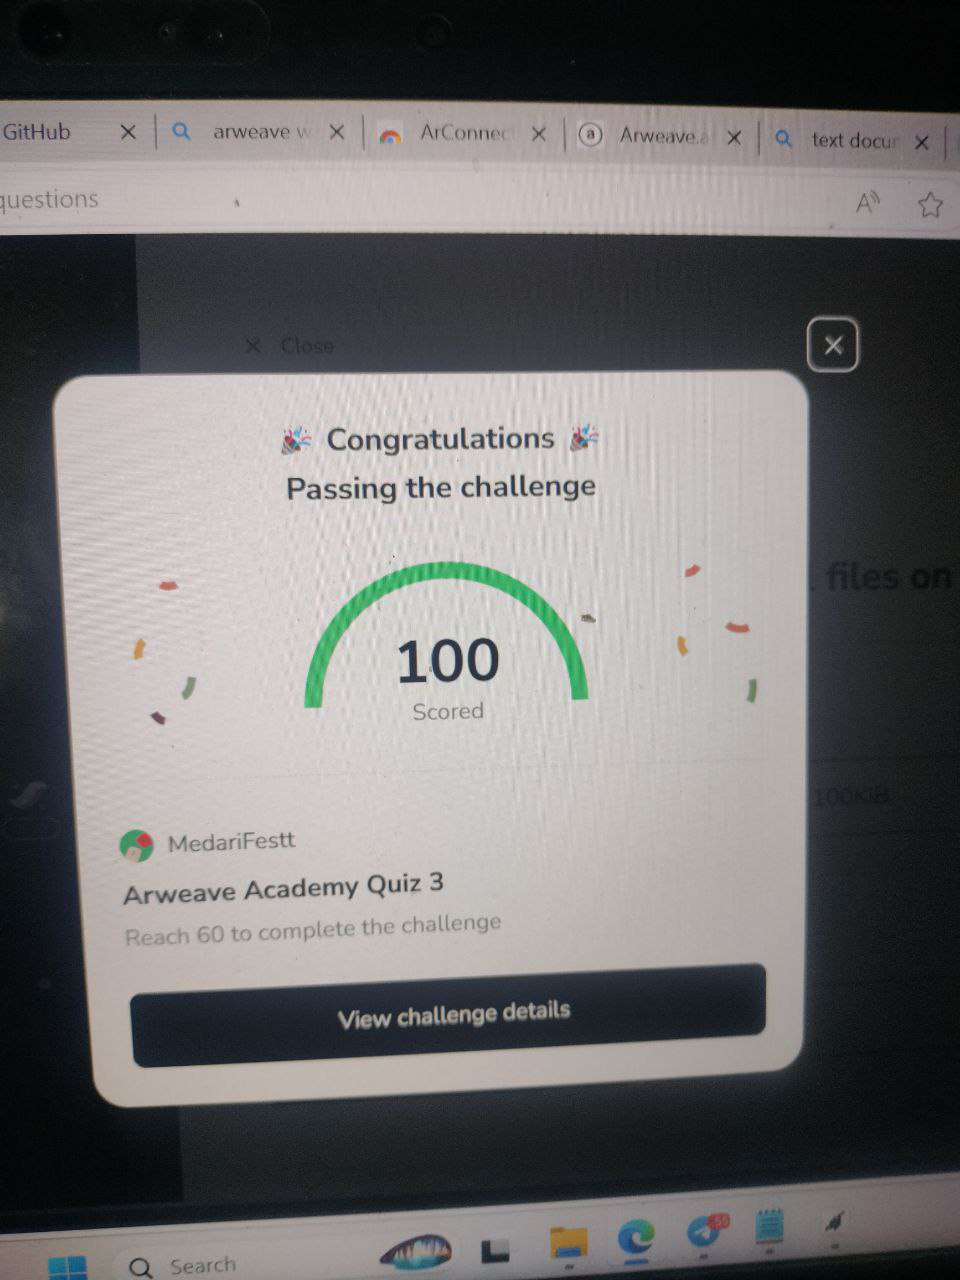 GitHub
arweave w
ArConnec
Arweave.a
text docur
questions
Close
🎉 Congratulations 🎉
Passing the challenge
files on
100
Scored
100KiB
MedariFestt
Arweave Academy Quiz 3
Reach 60 to complete the challenge
View challenge details
Search